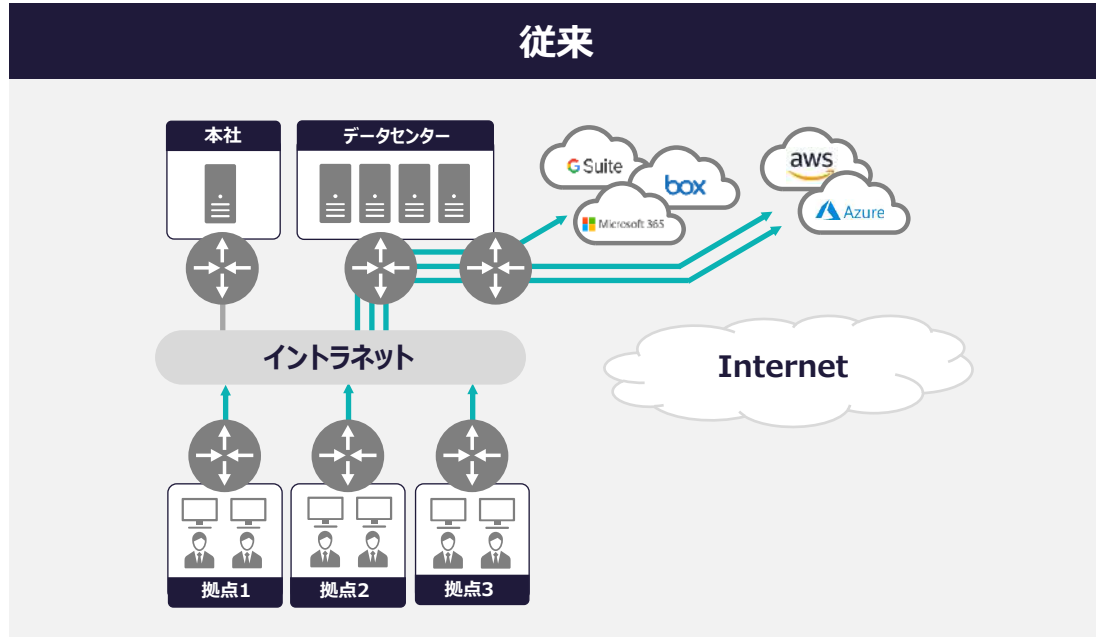 従来
本社
データセンター
G Suite
box
Microsoft 365
aws
Azure
イントラネット
Internet
拠点1
拠点2
拠点3